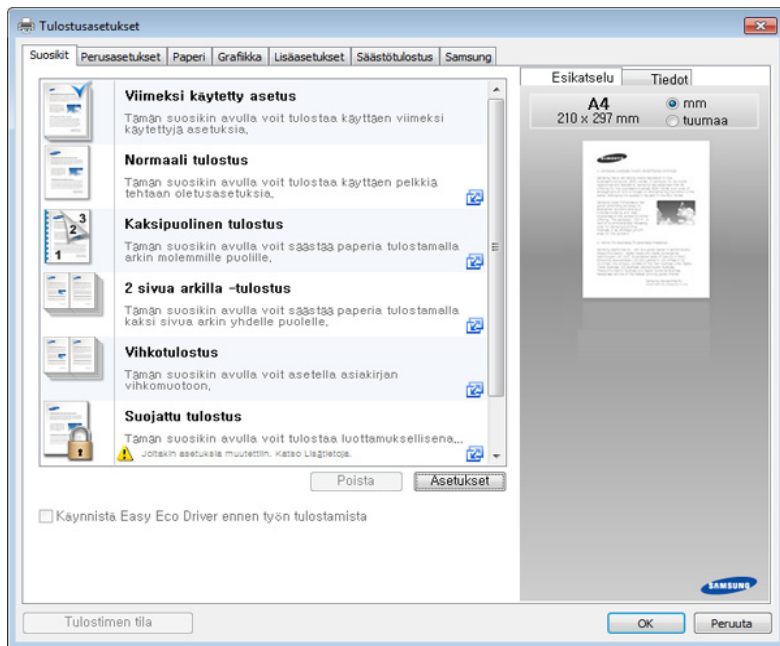 Tulostusasetukset
Suosikit Perusasetukset Paperi Grafiikka Lisäasetukset Säästötulostus Samsung
Viimeksi käytetty asetus
Tämän suosikin avulla voit tulostaa käyttäen viimeksi
käytettyjä asetuksia.
Normaali tulostus
Tämän suosikin avulla voit tulostaa käyttäen pelkkiä
tehtaan oletusasetuksia.
3
2
1
Kaksipuolinen tulostus
Tämän suosikin avulla voit säästää paperia tulostamalla
arkin molemmille puolille.
2 sivua arkilla -tulostus
Tämän suosikin avulla voit säästää paperia tulostamalla
kaksi sivua arkin yhdelle puolelle.
Vihkotulostus
Tämän suosikin avulla voit asetella asiakirjan
vihkomuotoon.
Suojattu tulostus
Tämän suosikin avulla voit tulostaa luottamuksellisena...
Joitakin asetuksia muutettiin. Katso Lisätietoja.
Poista Asetukset
Käynnistä Easy Eco Driver ennen työn tulostamista
Esikatselu Tiedot
A4
210 x 297 mm
mm
tuumaa
SAMSUNG
Tulostimen tila
OK Peruuta